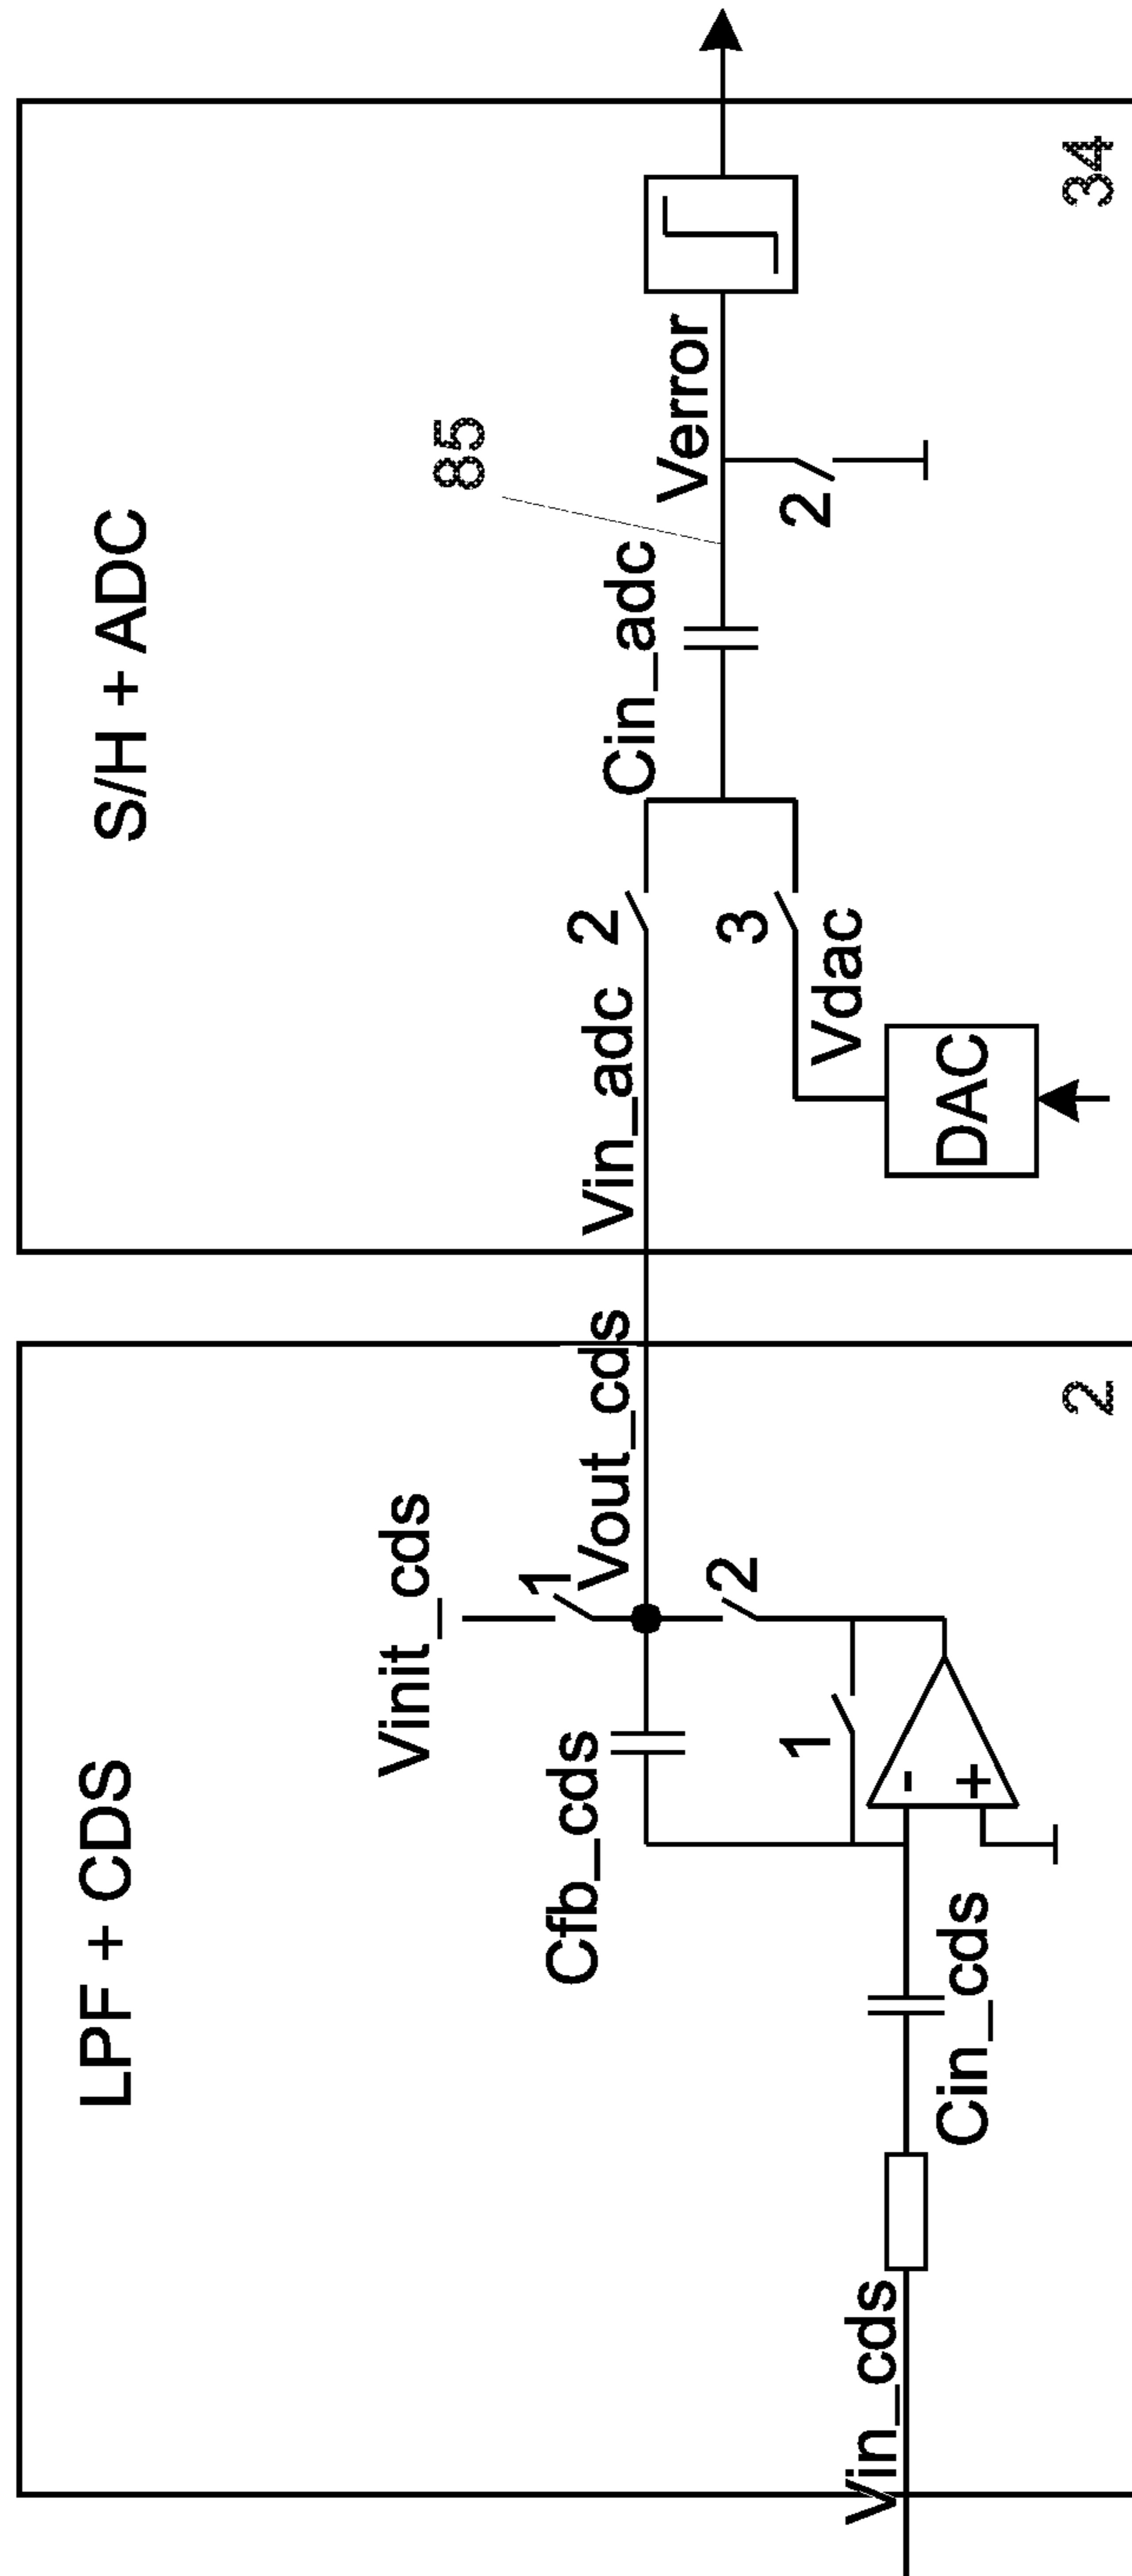 LPF + CDS
Vinit_cds
1
Vout_cds
Cfb_cds
2
1
-
+
Cin_cds
Vin_cds
2
S/H + ADC
85
Vin_adc
2
Cin_adc
Verror
3
Vdac
2
DAC
34